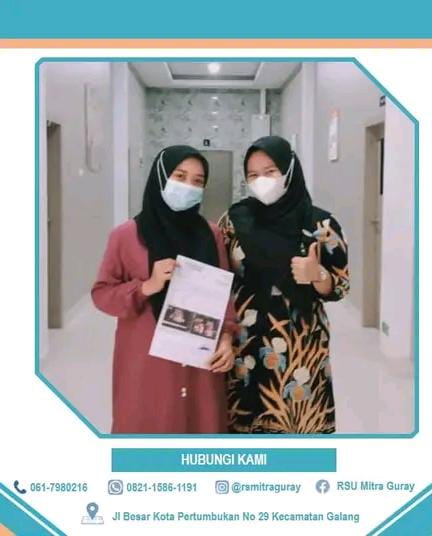 HUBUNGI KAMI
061-7980216 0821-1586-1191 @rsmitraguray RSU Mitra Guray
Jl Besar Kota Pertumbukan No 29 Kecamatan Galang